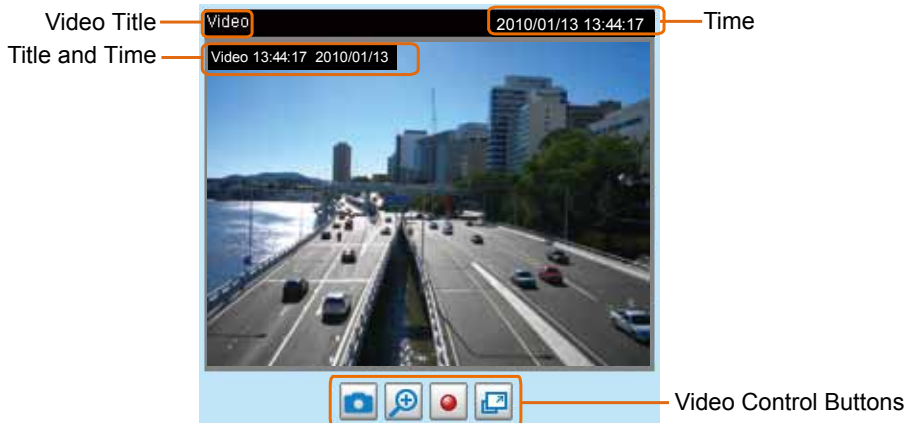 Video Title
Video
2010/01/13 13:44:17
Time
Title and Time
Video 13:44:17 2010/01/13
Video Control Buttons